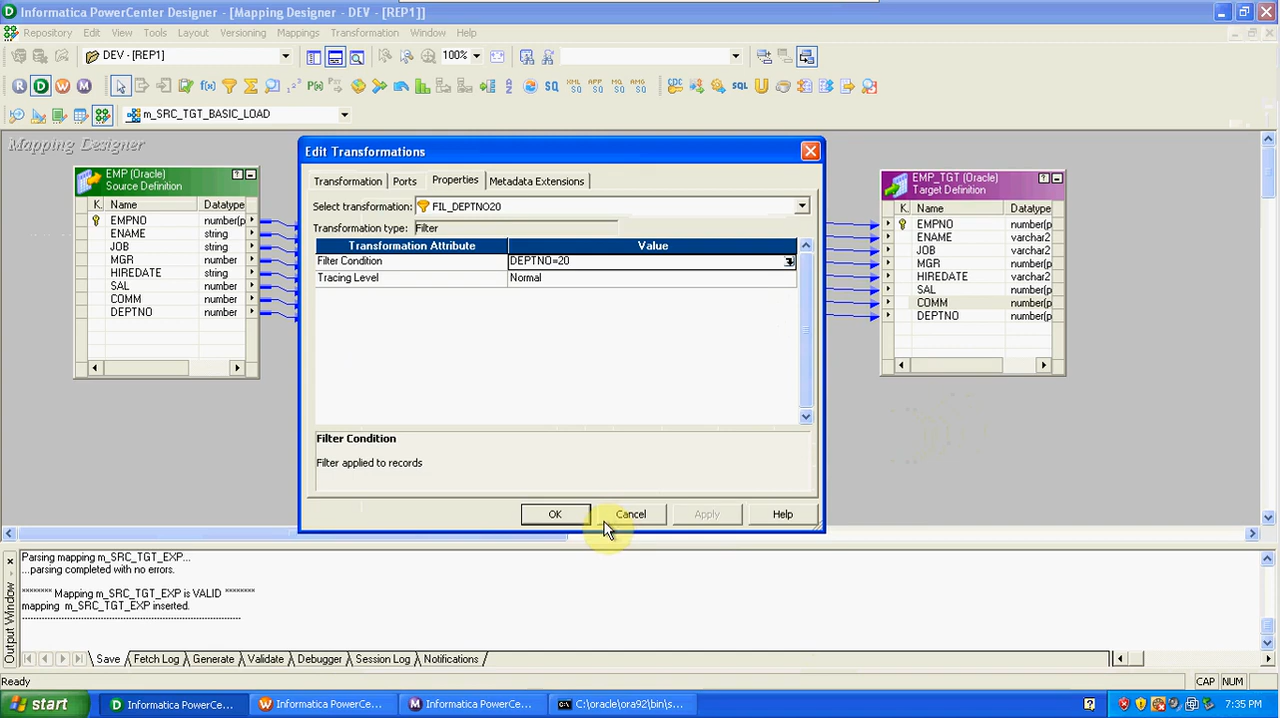 Informatica PowerCenter Designer - [Mapping Designer - DEV - [REP1]]
Repository Edit View Tools Layout Versioning Mappings Transformation Window Help
DEV - [REP1] 100%
m_SRC_TGT_BASIC_LOAD
Mapping Designer
EMP (Oracle)
Source Definition
K. Name Datatype
EMPNO number(p
ENAME string
JOB string
MGR number
HIREDATE string
SAL number
COMM number
DEPTNO number
Edit Transformations
Transformation Ports Properties Metadata Extensions
Select transformation: FIL_DEPTNO20
Transformation type: Filter
Transformation Attribute Value
Filter Condition DEPTNO=20
Tracing Level Normal
Filter Condition
Filter applied to records
OK Cancel Apply Help
EMP_TGT (Oracle)
Target Definition
K. Name Datatype
EMPNO number(p
ENAME varchar2
JOB varchar2
MGR number(p
HIREDATE varchar2
SAL number(p
COMM number(p
DEPTNO number(p
Output Window
Parsing mapping m_SRC_TGT_EXP...
...parsing completed with no errors.
******** Mapping m_SRC_TGT_EXP is VALID ********
mapping m_SRC_TGT_EXP inserted.
Save Fetch Log Generate Validate Debugger Session Log Notifications
Ready CAP NUM
start Informatica PowerCe... Informatica PowerCe... Informatica PowerCe... C:\oracle\ora92\bin\s... 7:35 PM